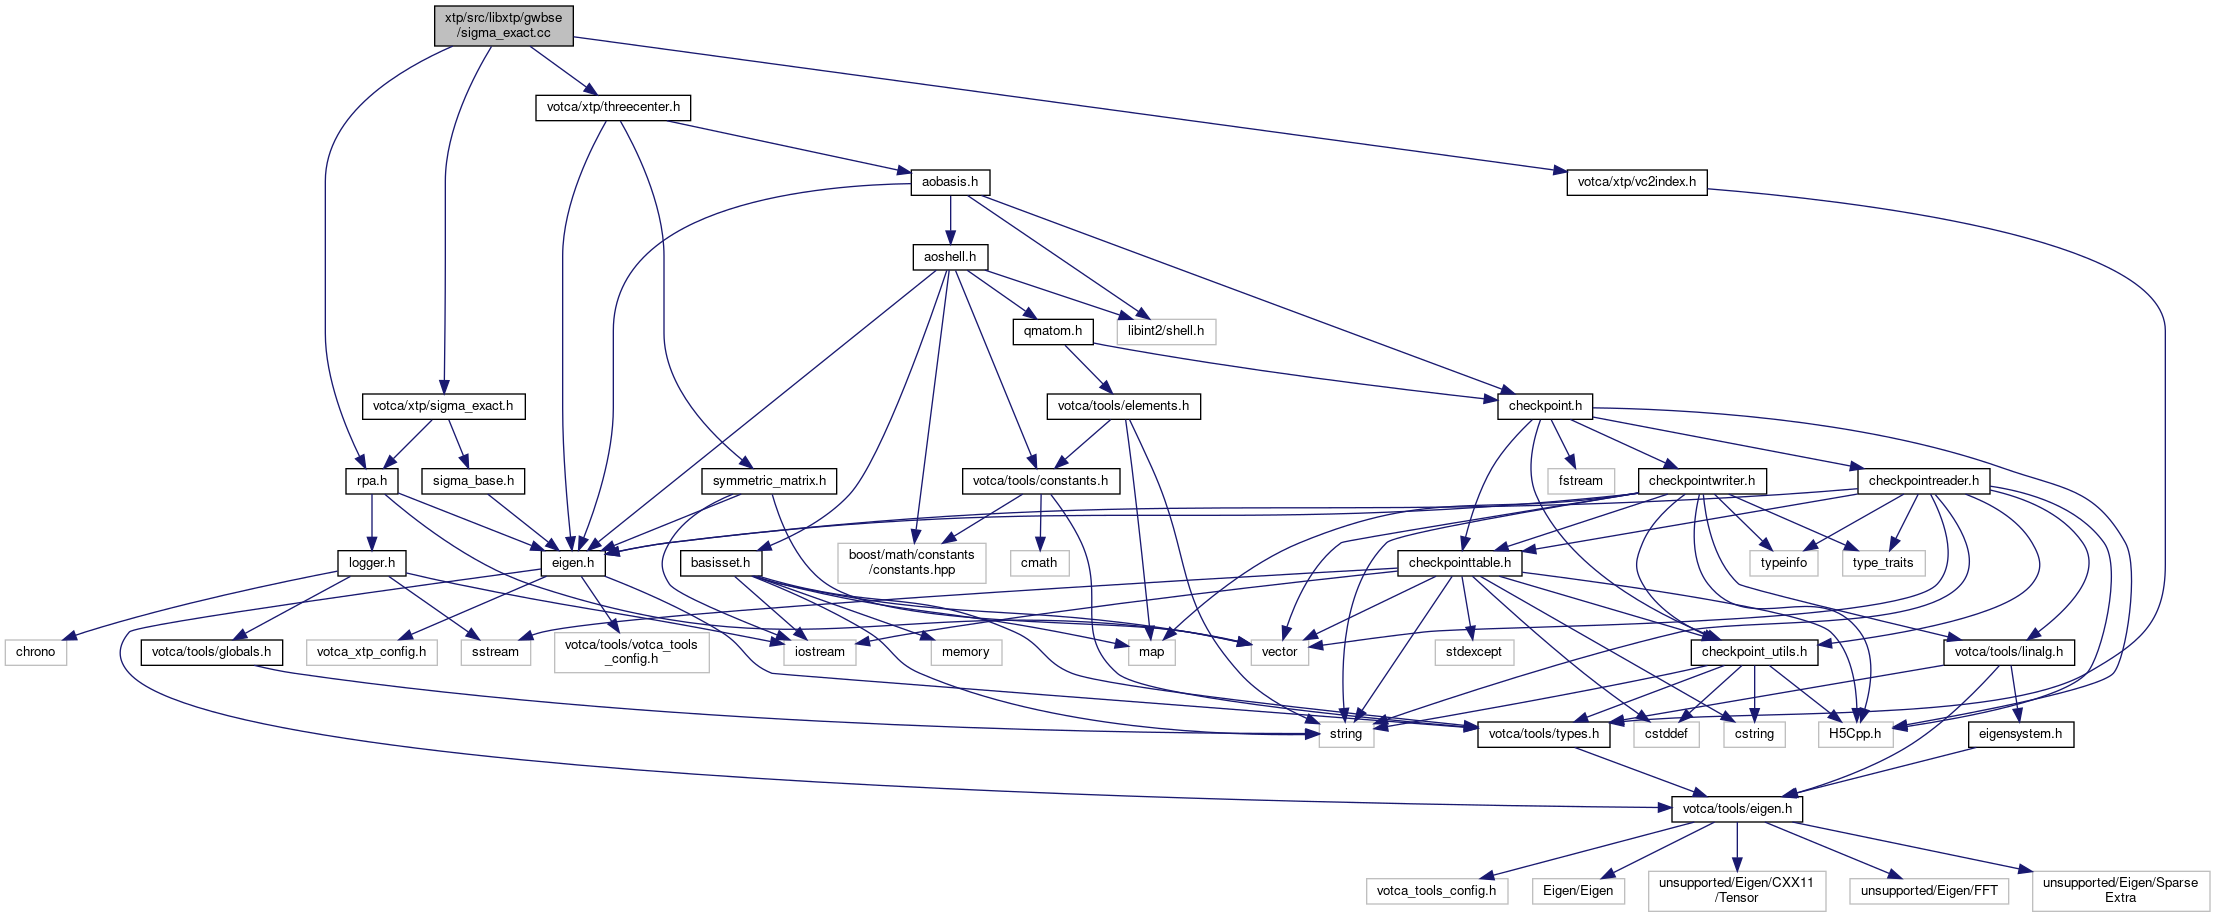 xtp/src/libxtp/gwbse
/sigma_exact.cc
votca/xtp/threecenter.h
votca/xtp/vc2index.h
aobasis.h
aoshell.h
qmatom.h
libint2/shell.h
votca/xtp/sigma_exact.h
votca/tools/elements.h
checkpoint.h
rpa.h
sigma_base.h
symmetric_matrix.h
votca/tools/constants.h
fstream
checkpointwriter.h
checkpointreader.h
logger.h
eigen.h
basisset.h
boost/math/constants
/constants.hpp
cmath
checkpointtable.h
typeinfo
type_traits
chrono
votca/tools/globals.h
votca_xtp_config.h
sstream
votca/tools/votca_tools
_config.h
iostream
memory
map
vector
stdexcept
checkpoint_utils.h
votca/tools/linalg.h
string
votca/tools/types.h
cstddef
cstring
H5Cpp.h
eigensystem.h
votca/tools/eigen.h
votca_tools_config.h
Eigen/Eigen
unsupported/Eigen/CXX11
/Tensor
unsupported/Eigen/FFT
unsupported/Eigen/Sparse
Extra